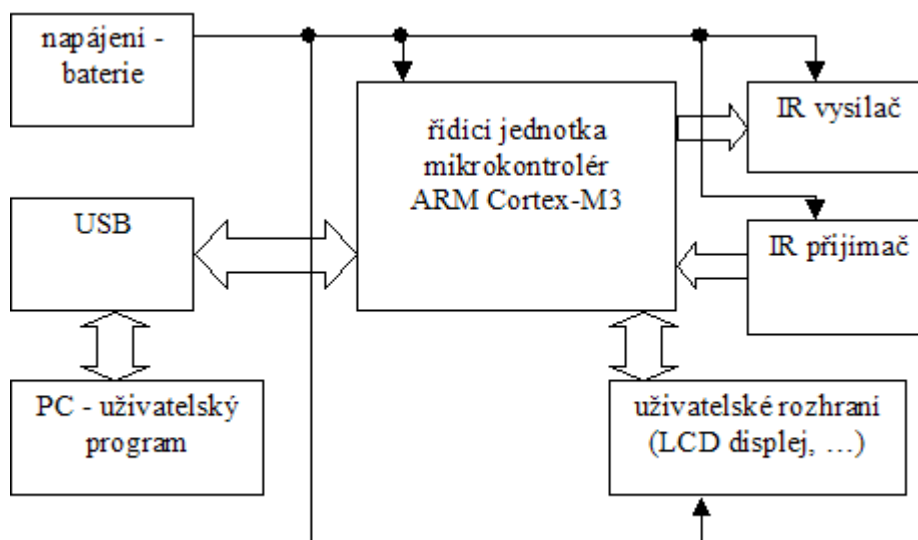 napájení -
baterie
řídicí jednotka
mikrokontrolér
ARM Cortex-M3
IR vysílač
USB
IR přijímač
PC - uživatelský
program
uživatelské rozhraní
(LCD displej, …)